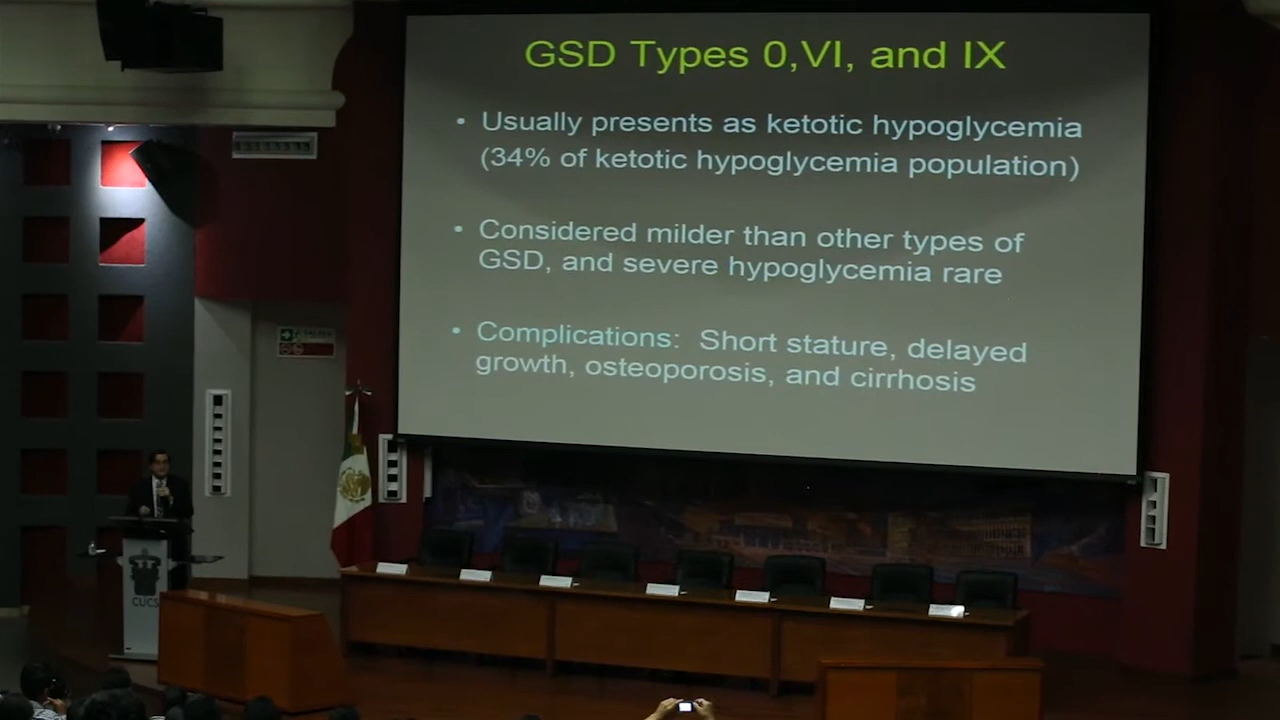 GSD Types 0,VI, and IX
• Usually presents as ketotic hypoglycemia
(34% of ketotic hypoglycemia population)
• Considered milder than other types of
GSD, and severe hypoglycemia rare
• Complications: Short stature, delayed
growth, osteoporosis, and cirrhosis
CUCS